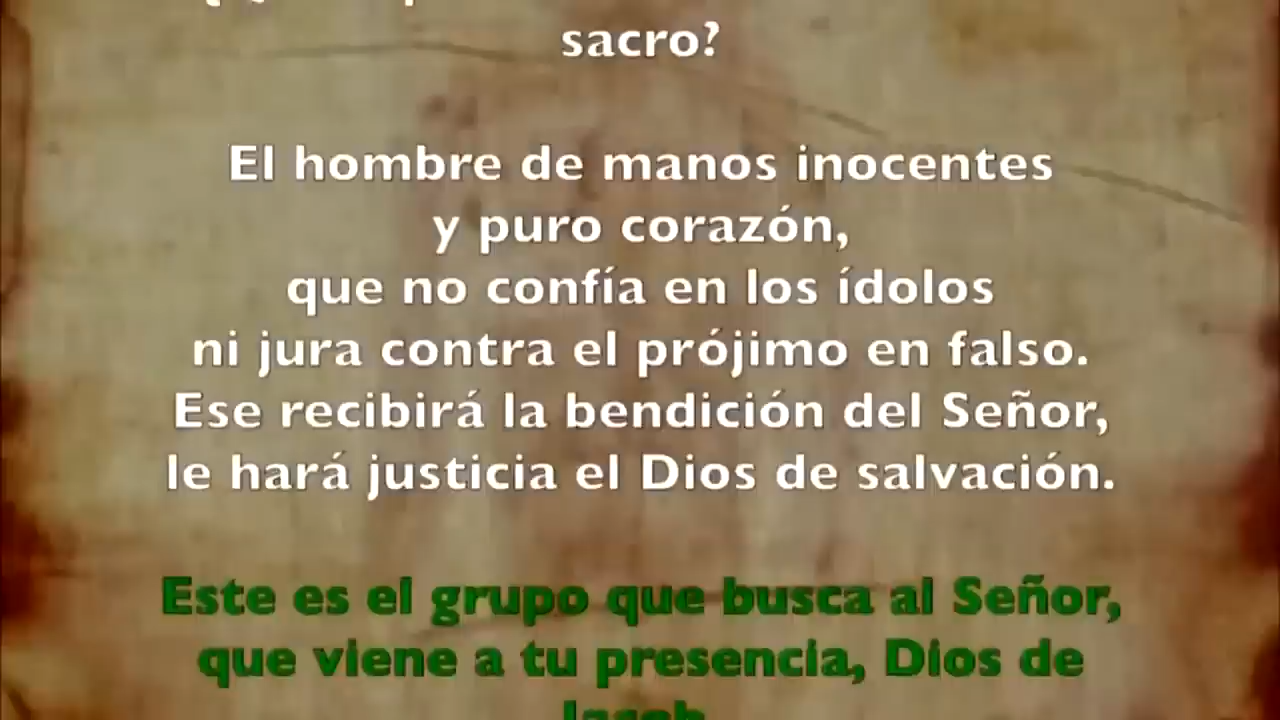 sacro?
El hombre de manos inocentes
y puro corazón,
que no confía en los ídolos
ni jura contra el prójimo en falso.
Ese recibirá la bendición del Señor,
le hará justicia el Dios de salvación.
Este es el grupo que busca al Señor,
que viene a tu presencia, Dios de